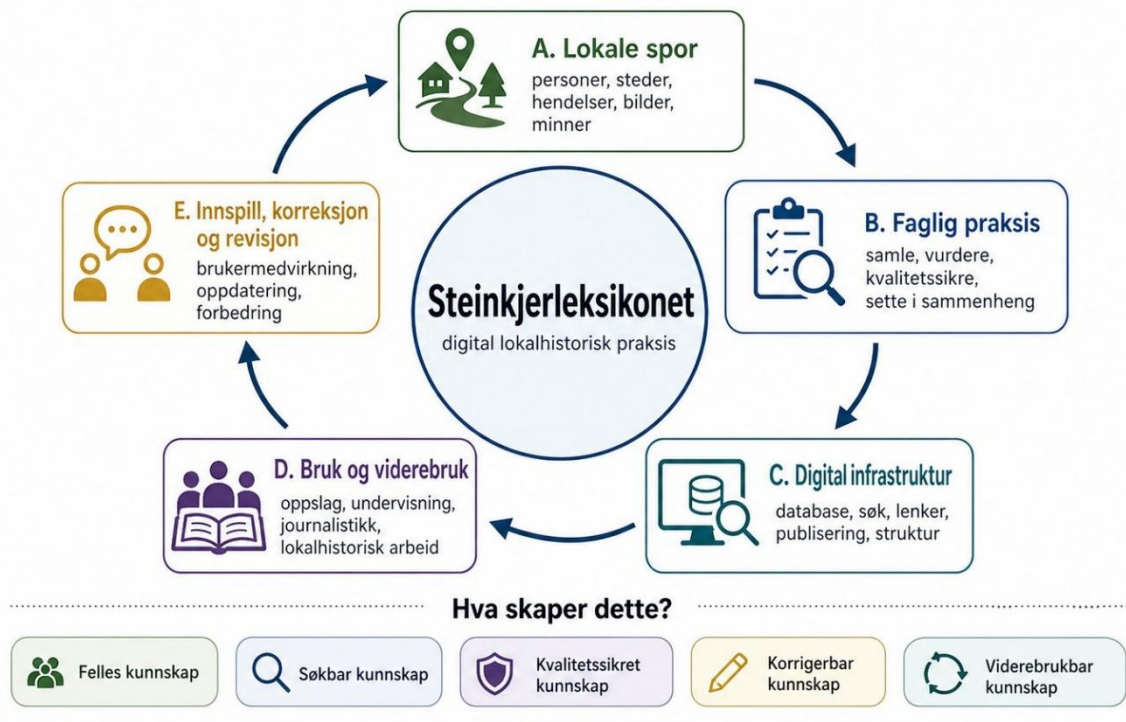 A. Lokale spor
personer, steder,
hendelser, bilder,
minner
B. Faglig praksis
samle, vurdere,
kvalitetssikre,
sette i sammenheng
C. Digital infrastruktur
database, søk, lenker,
publisering, struktur
D. Bruk og viderebruk
oppslag, undervisning,
journalistikk,
lokalhistorisk arbeid
E. Innspill, korreksjon
og revisjon
brukermedvirkning,
oppdatering,
forbedring
Steinkjerleksikonet
digital lokalhistorisk praksis
Hva skaper dette?
Felles kunnskap
Søkbar kunnskap
Kvalitetssikret
kunnskap
Korrigerbar
kunnskap
Viderebrukbar
kunnskap